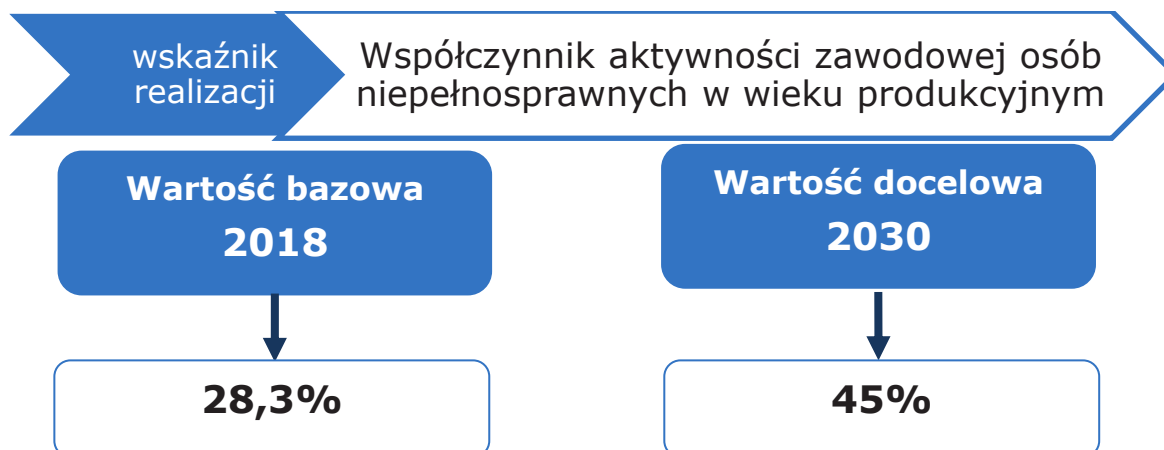 wskaźnik
realizacji
Współczynnik aktywności zawodowej osób
niepełnosprawnych w wieku produkcyjnym
Wartość bazowa
2018
Wartość docelowa
2030
28,3%
45%